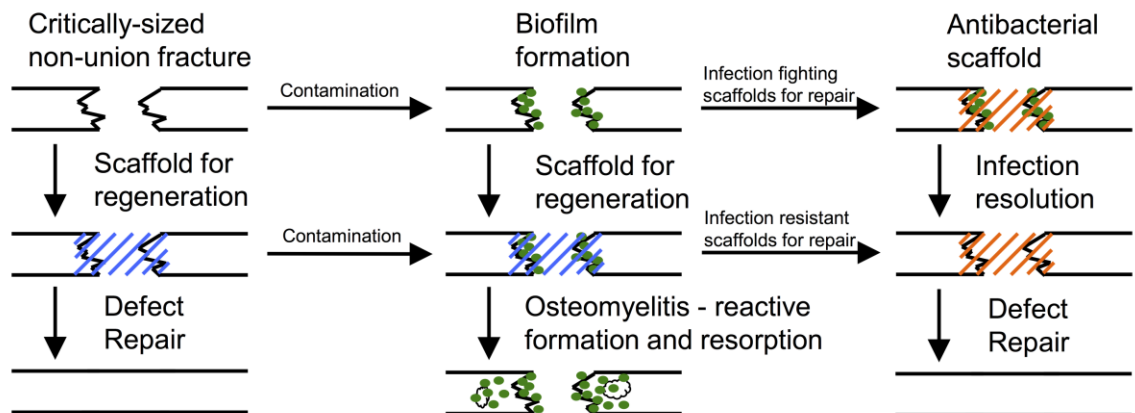 Critically-sized
non-union fracture
Contamination
Biofilm
formation
Infection fighting
scaffolds for repair
Antibacterial
scaffold
Scaffold for
regeneration
Scaffold for
regeneration
Infection
resolution
Contamination
Infection resistant
scaffolds for repair
Defect
Repair
Osteomyelitis - reactive
formation and resorption
Defect
Repair